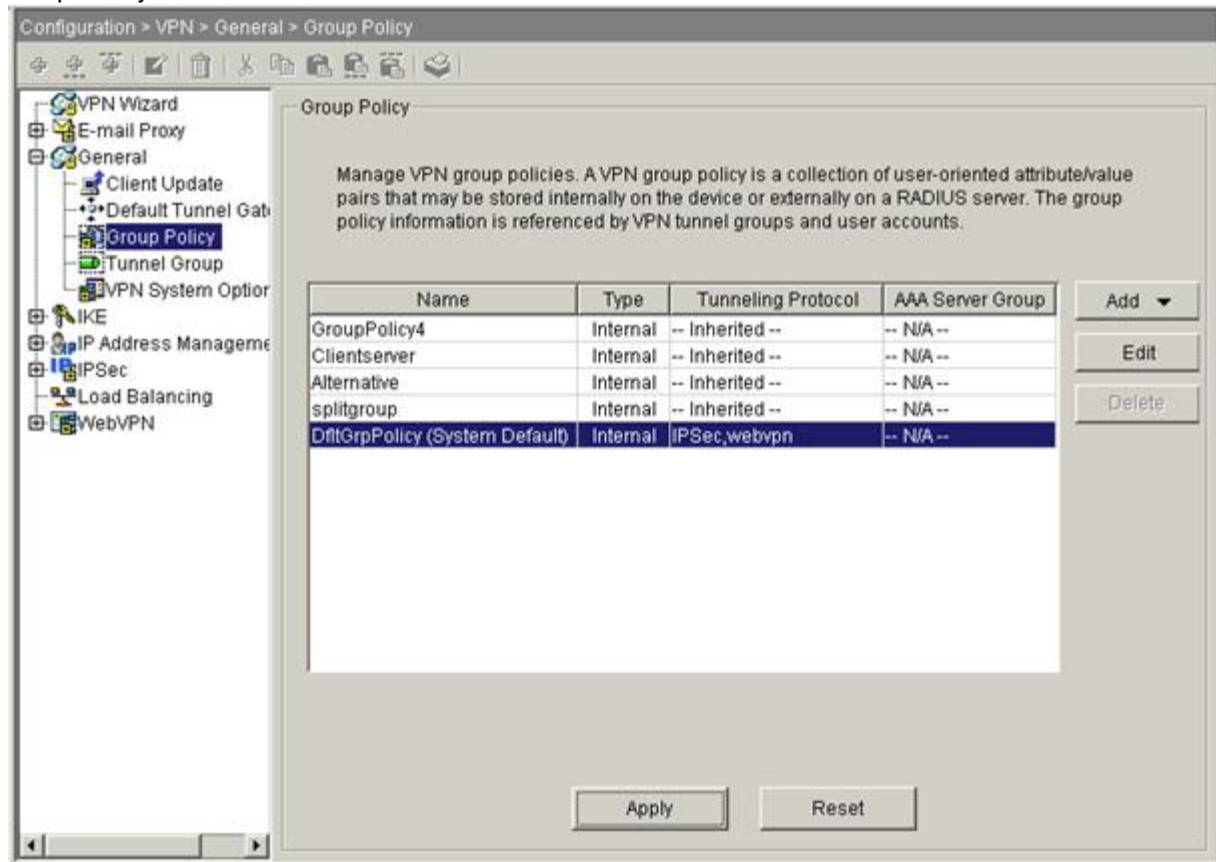 Configuration > VPN > General > Group Policy
VPN Wizard
E-mail Proxy
General
Client Update
Default Tunnel Gate
Group Policy
Tunnel Group
VPN System Option
IKE
IP Address Manageme
IPSec
Load Balancing
WebVPN
Group Policy
Manage VPN group policies. A VPN group policy is a collection of user-oriented attribute/value
pairs that may be stored internally on the device or externally on a RADIUS server. The group
policy information is referenced by VPN tunnel groups and user accounts.
Name Type Tunneling Protocol AAA Server Group
GroupPolicy4 Internal -- Inherited -- -- N/A --
Clientserver Internal -- Inherited -- -- N/A --
Alternative Internal -- Inherited -- -- N/A --
splitgroup Internal -- Inherited -- -- N/A --
DfltGrpPolicy (System Default) Internal IPSec,webvpn -- N/A --
Add
Edit
Delete
Apply Reset